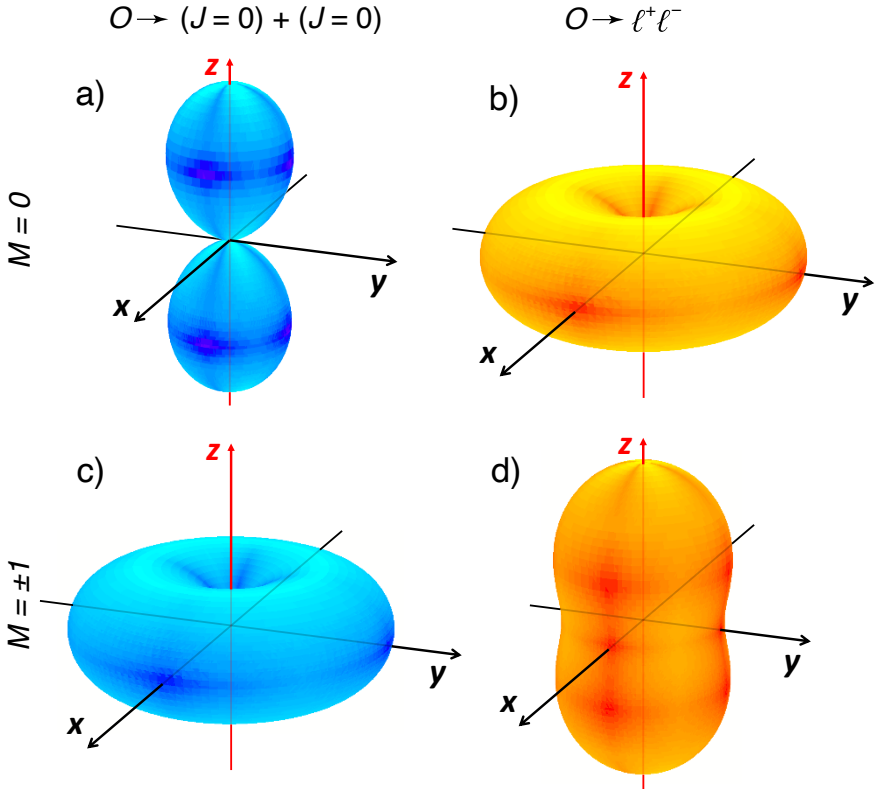 O → (J = 0) + (J = 0)
O → ℓ⁺ℓ⁻
a)
z
y
x
b)
z
y
x
M = 0
c)
z
y
x
d)
z
y
x
M = ±1